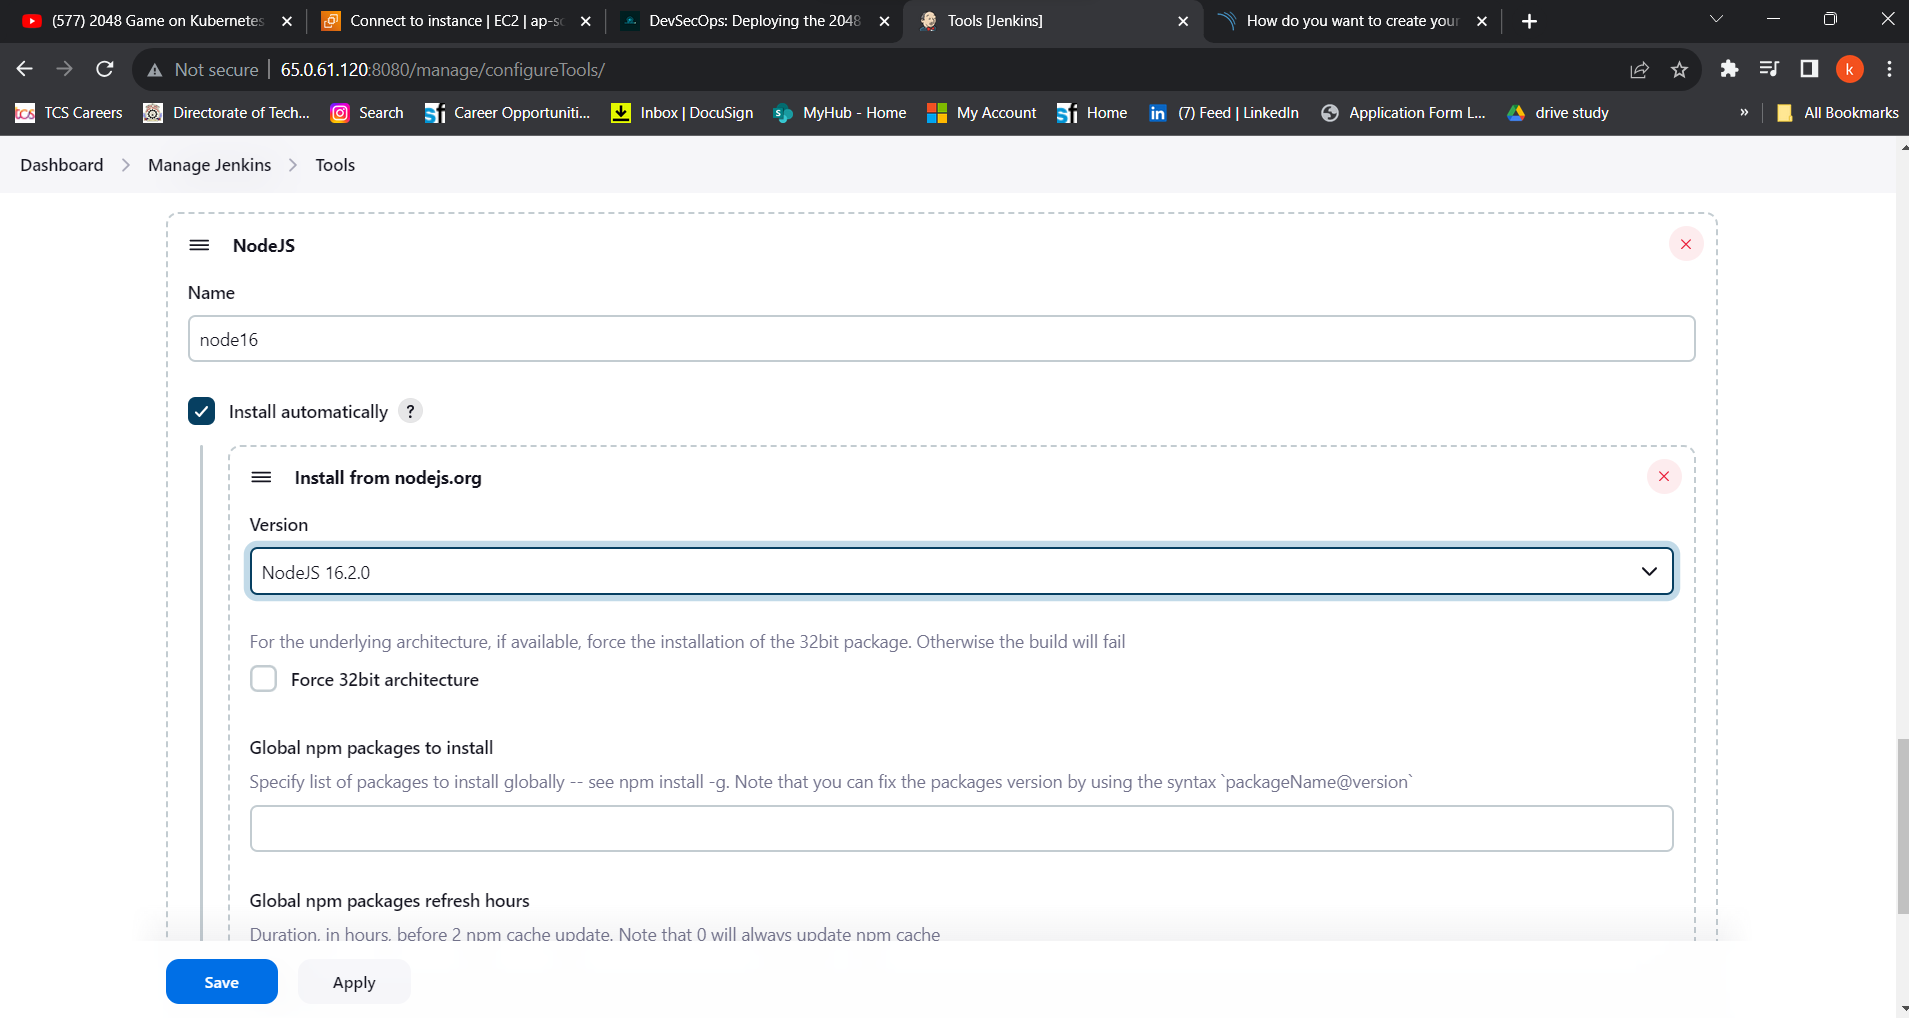 (577) 2048 Game on Kubernetes
Connect to instance | EC2 | ap-so
DevSecOps: Deploying the 2048
Tools [Jenkins]
How do you want to create your
Not secure
65.0.61.120:8080/manage/configureTools/
k
tcs
TCS Careers
Directorate of Tech...
Search
Sf
Career Opportuniti...
Inbox | DocuSign
MyHub - Home
My Account
Sf
Home
in
(7) Feed | LinkedIn
Application Form L...
drive study
»
All Bookmarks
Dashboard
Manage Jenkins
Tools
NodeJS
Name
node16
Install automatically
?
Install from nodejs.org
Version
NodeJS 16.2.0
For the underlying architecture, if available, force the installation of the 32bit package. Otherwise the build will fail
Force 32bit architecture
Global npm packages to install
Specify list of packages to install globally -- see npm install -g. Note that you can fix the packages version by using the syntax `packageName@version`
Global npm packages refresh hours
Duration, in hours, before 2 npm cache update. Note that 0 will always update npm cache
Save
Apply